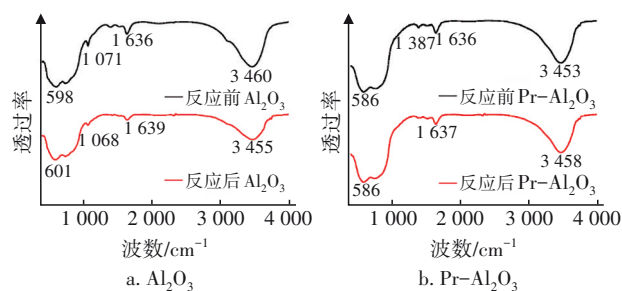 透过率
1 636
1 071
598
3 460
反应前 Al₂O₃
1 639
1 068
601
3 455
反应后 Al₂O₃
1 000 2 000 3 000 4 000
波数/cm⁻¹
a. Al₂O₃
透过率
1 387 1 636
586
3 453
反应前 Pr-Al₂O₃
1 637
586
3 458
反应后 Pr-Al₂O₃
1 000 2 000 3 000 4 000
波数/cm⁻¹
b. Pr-Al₂O₃